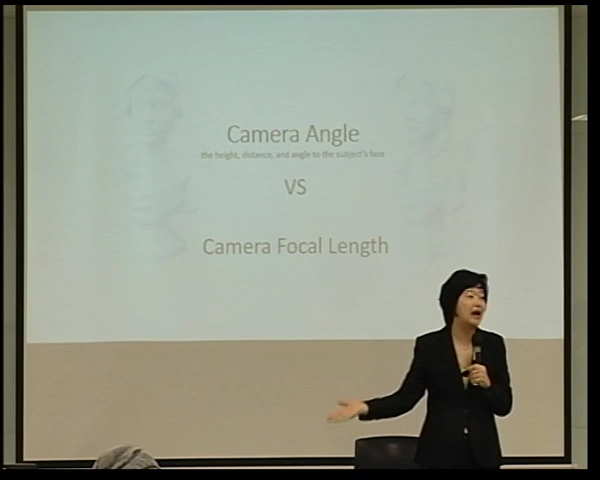 Camera Angle
the height, distance, and angle to the subject's face
VS
Camera Focal Length